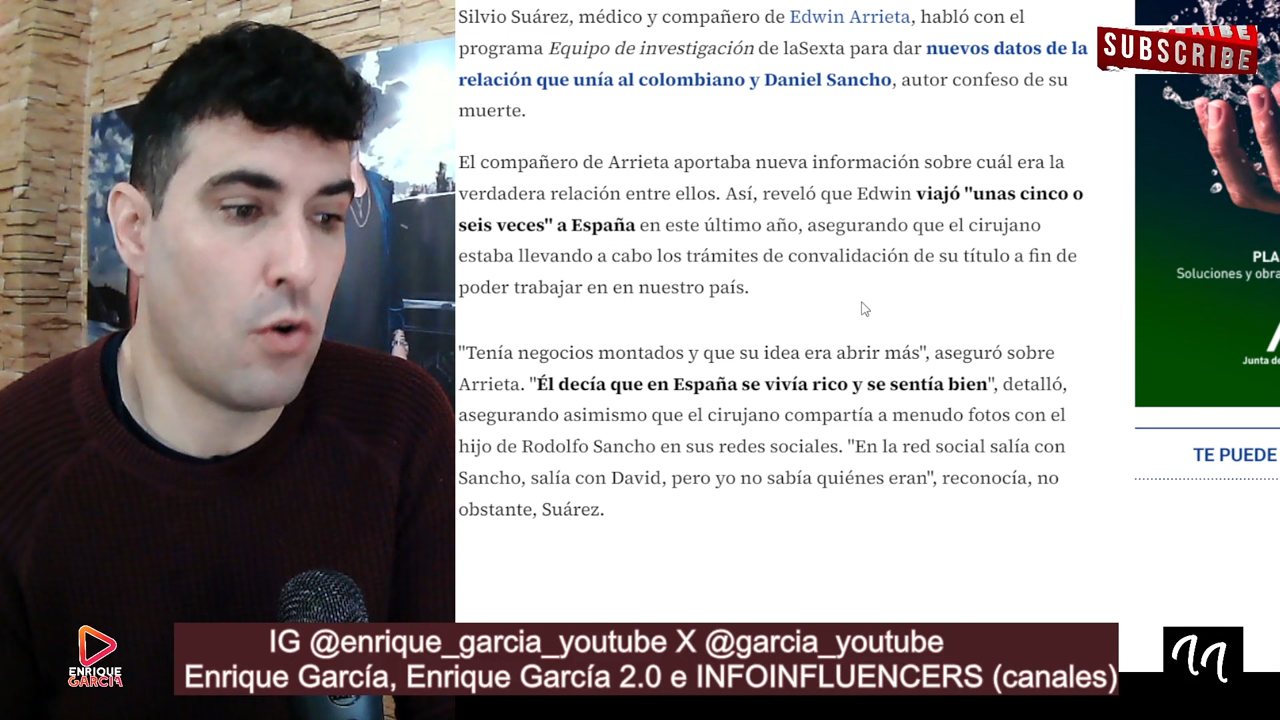 Silvio Suárez, médico y compañero de Edwin Arrieta, habló con el
programa Equipo de investigación de laSexta para dar nuevos datos de la
relación que unía al colombiano y Daniel Sancho, autor confeso de su
muerte.
El compañero de Arrieta aportaba nueva información sobre cuál era la
verdadera relación entre ellos. Así, reveló que Edwin viajó "unas cinco o
seis veces" a España en este último año, asegurando que el cirujano
estaba llevando a cabo los trámites de convalidación de su título a fin de
poder trabajar en en nuestro país.
"Tenía negocios montados y que su idea era abrir más", aseguró sobre
Arrieta. "Él decía que en España se vivía rico y se sentía bien", detalló,
asegurando asimismo que el cirujano compartía a menudo fotos con el
hijo de Rodolfo Sancho en sus redes sociales. "En la red social salía con
Sancho, salía con David, pero yo no sabía quiénes eran", reconocía, no
obstante, Suárez.
SUBSCRIBE
PLA
Soluciones y obra
Junta de
TE PUEDE
ENRIQUE
GARCÍA
IG @enrique_garcia_youtube X @garcia_youtube
Enrique García, Enrique García 2.0 e INFOINFLUENCERS (canales)